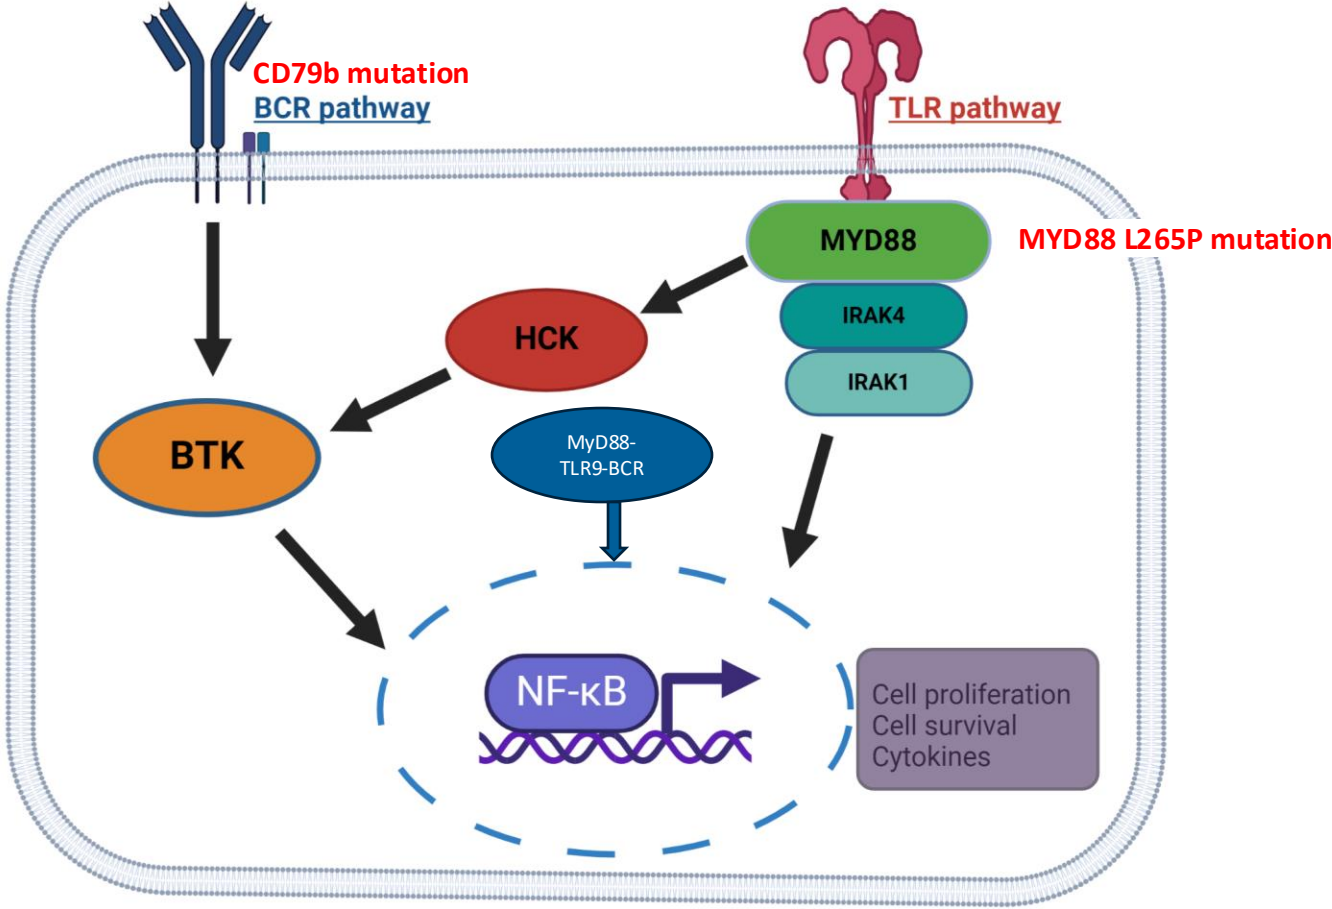 CD79b mutation
BCR pathway
TLR pathway
MYD88
MYD88 L265P mutation
IRAK4
HCK
IRAK1
BTK
MyD88-
TLR9-BCR
NF-κB
Cell proliferation
Cell survival
Cytokines